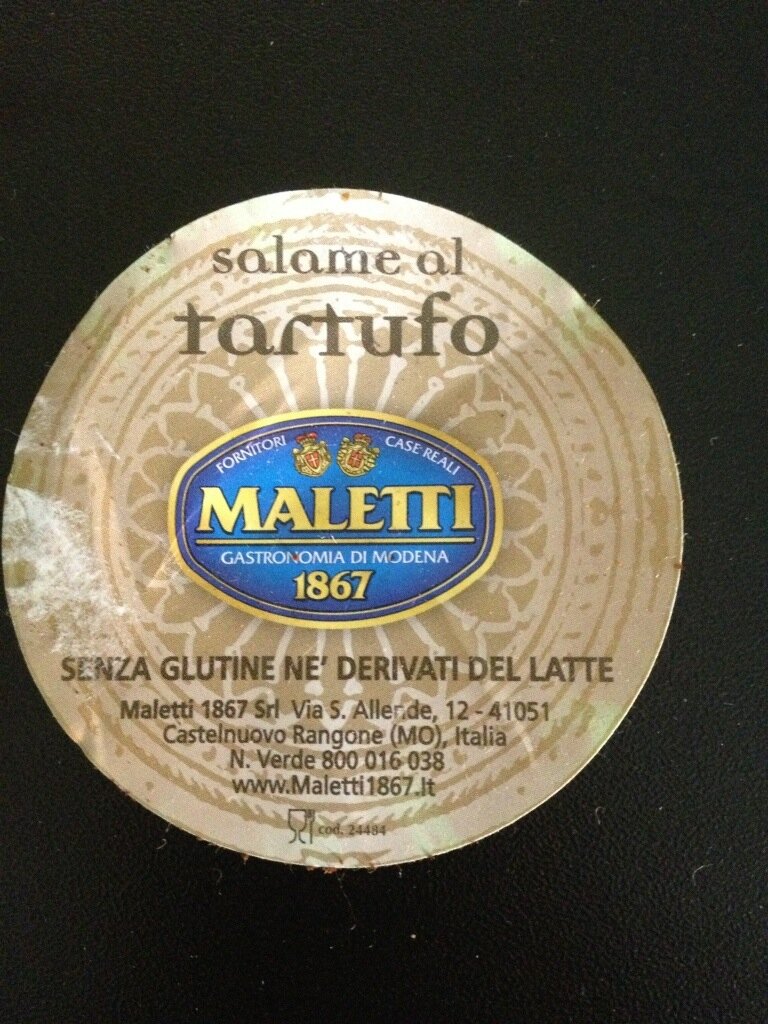 salame al
tartufo
FORNITORI CASE REALI
MALETTI
GASTRONOMIA DI MODENA
1867
SENZA GLUTINE NE' DERIVATI DEL LATTE
Maletti 1867 Srl Via S. Allende, 12 - 41051
Castelnuovo Rangone (MO), Italia
N. Verde 800 016 038
www.Maletti1867.it
cod. 24484